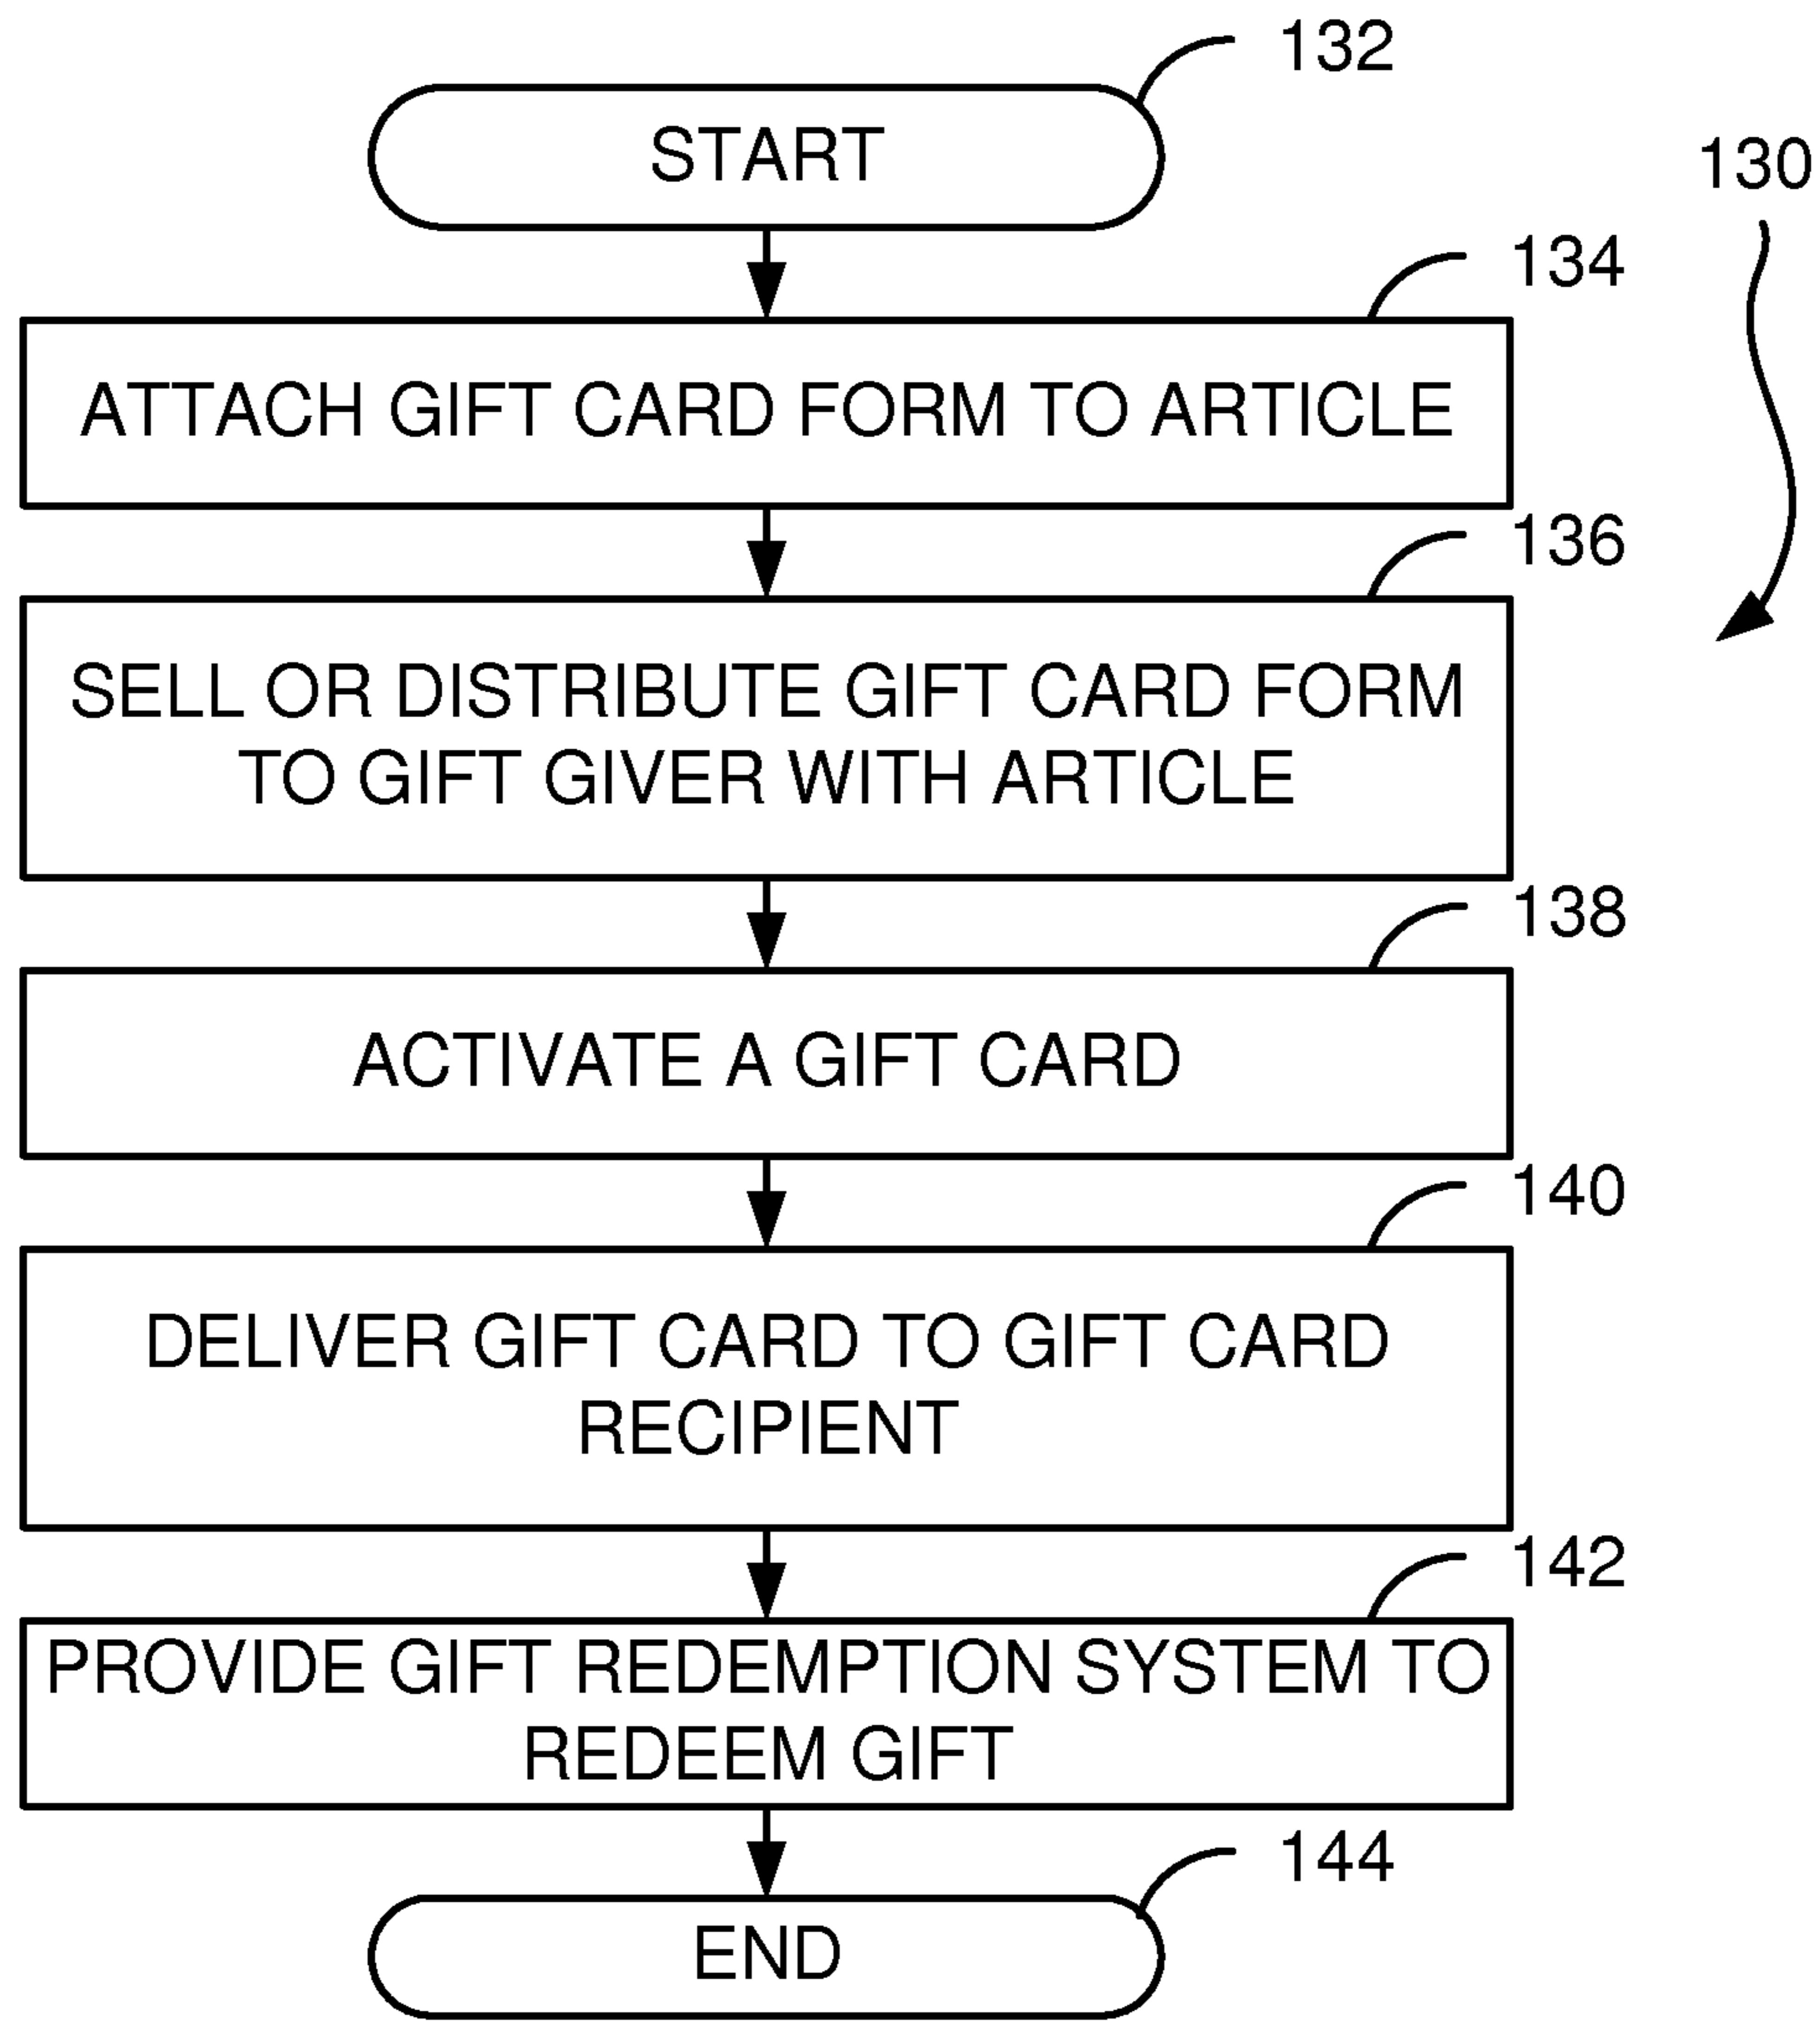 132
START
130
134
ATTACH GIFT CARD FORM TO ARTICLE
136
SELL OR DISTRIBUTE GIFT CARD FORM
TO GIFT GIVER WITH ARTICLE
138
ACTIVATE A GIFT CARD
140
DELIVER GIFT CARD TO GIFT CARD
RECIPIENT
142
PROVIDE GIFT REDEMPTION SYSTEM TO
REDEEM GIFT
144
END